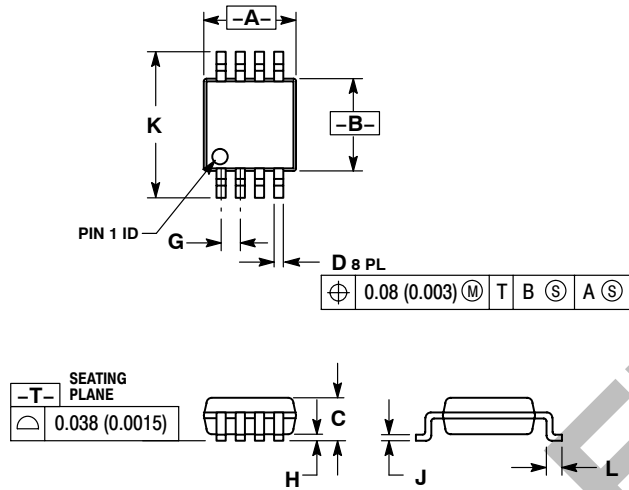 –A–
K
–B–
PIN 1 ID
G
D 8 PL
⌖ 0.08 (0.003) Ⓜ T B Ⓢ A Ⓢ
–T– SEATING
PLANE
⌓ 0.038 (0.0015)
C
H
J
L